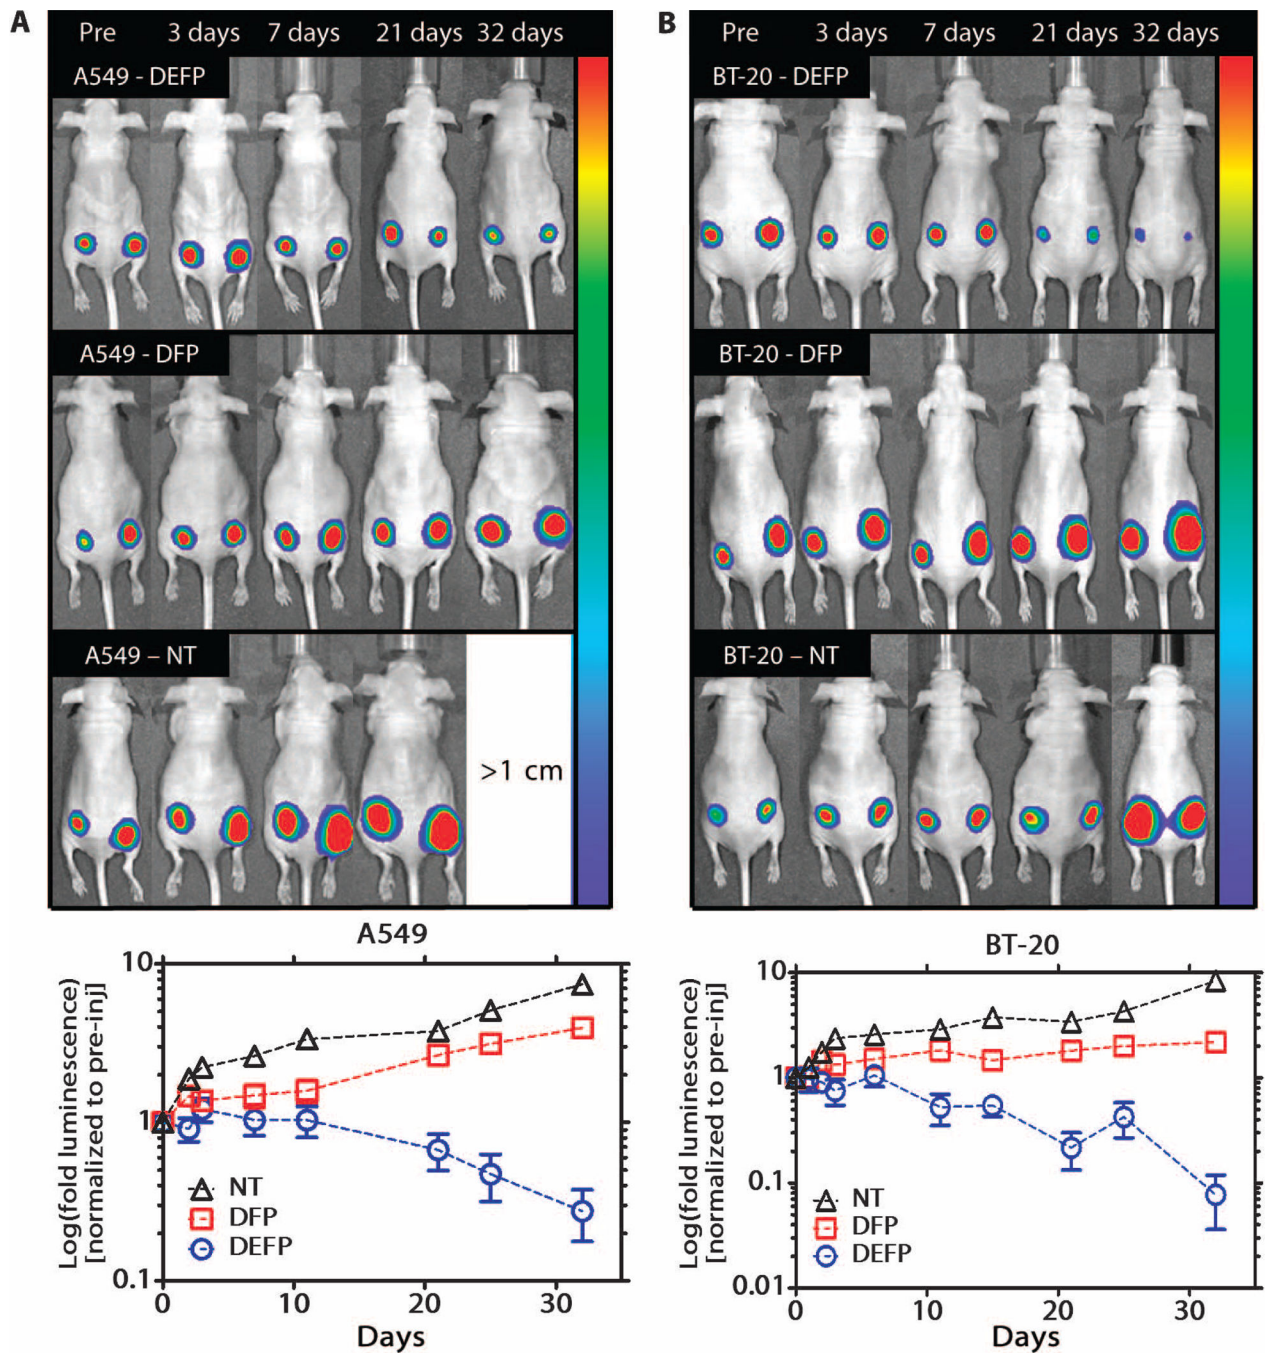 A
Pre 3 days 7 days 21 days 32 days
A549 - DEFP
A549 - DFP
A549 – NT
>1 cm
B
Pre 3 days 7 days 21 days 32 days
BT-20 - DEFP
BT-20 - DFP
BT-20 – NT
A549
Log(fold luminescence)
[normalized to pre-inj]
10
1
0.1
NT
DFP
DEFP
0 10 20 30
Days
BT-20
Log(fold luminescence)
[normalized to pre-inj]
10
1
0.1
0.01
NT
DFP
DEFP
0 10 20 30
Days